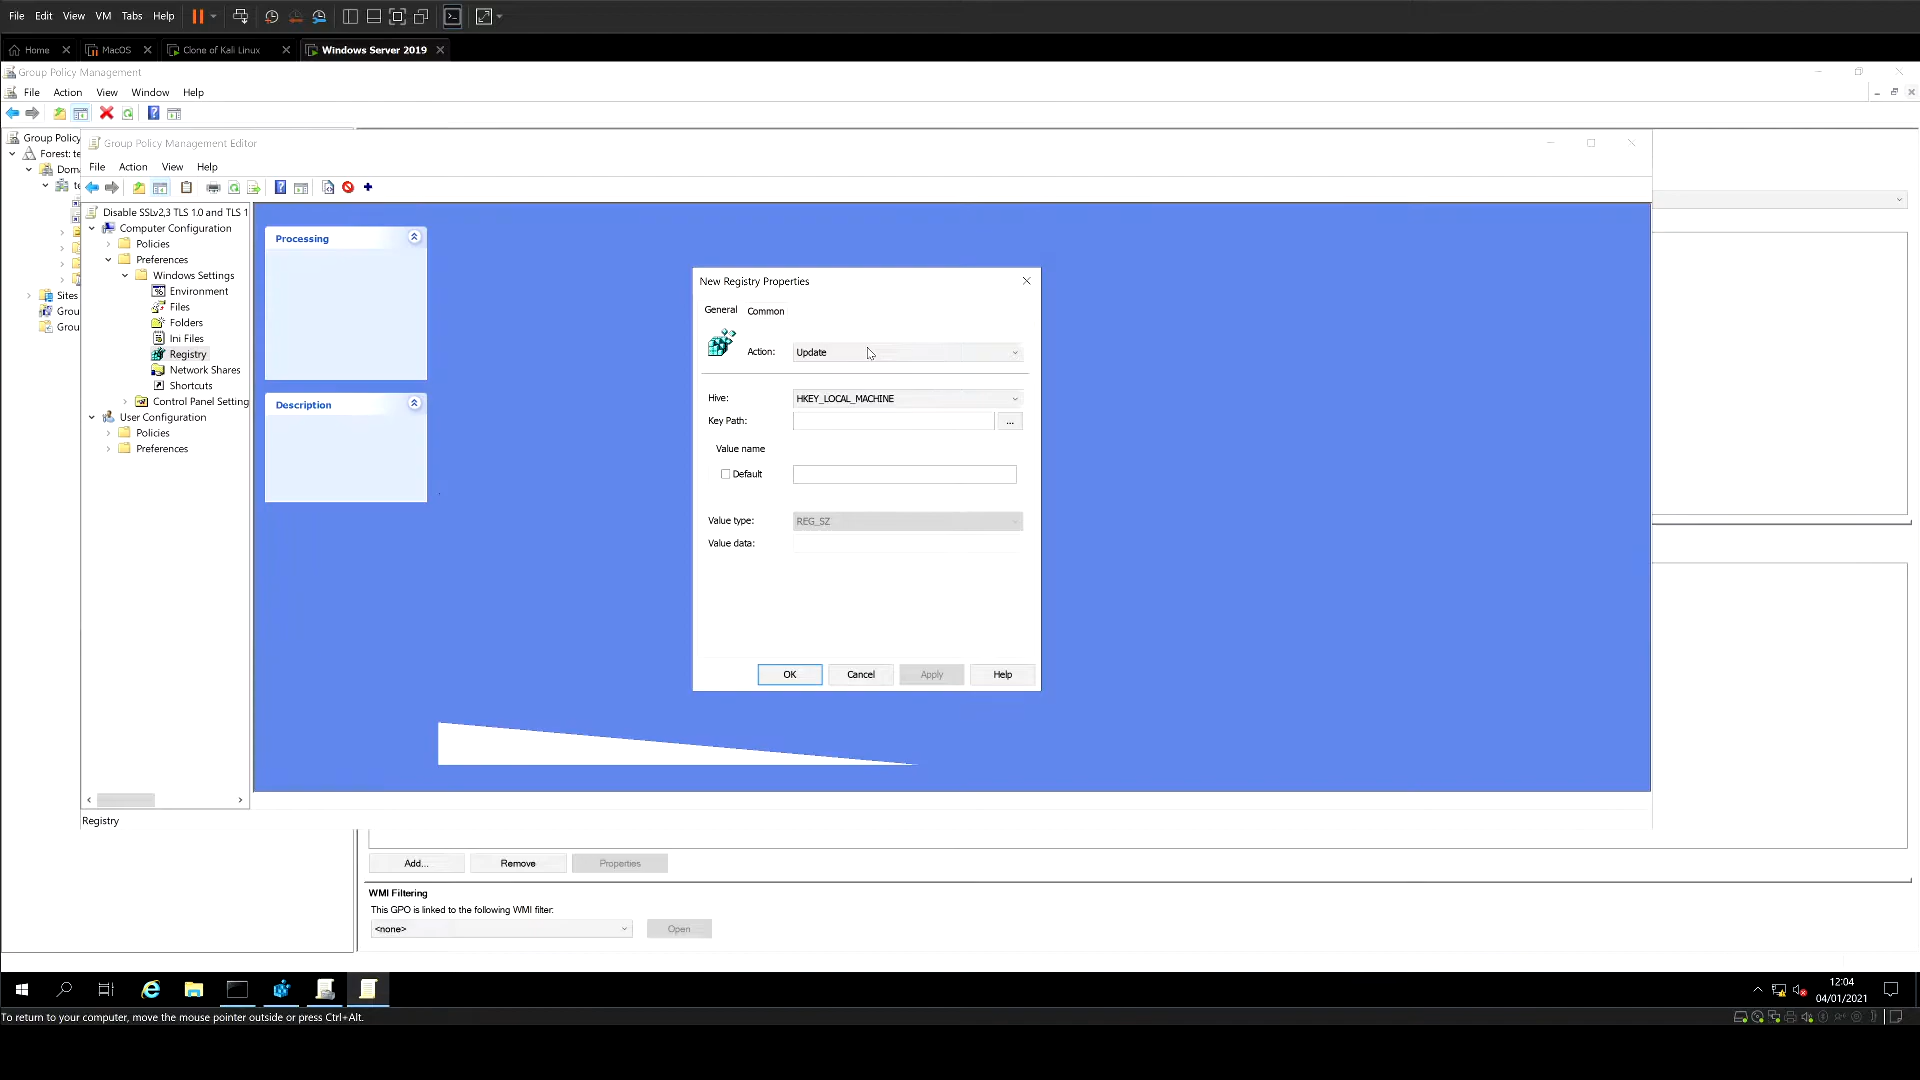 File Edit View VM Tabs Help
Home MacOS Clone of Kali Linux Windows Server 2019
Group Policy Management
File Action View Window Help
Group Policy
Forest: te
Doma
te
Sites
Grou
Grou
Group Policy Management Editor
File Action View Help
Disable SSLv2,3 TLS 1.0 and TLS 1
Computer Configuration
Policies
Preferences
Windows Settings
Environment
Files
Folders
Ini Files
Registry
Network Shares
Shortcuts
Control Panel Setting
User Configuration
Policies
Preferences
Registry
Processing
Description
New Registry Properties
General Common
Action: Update
Hive: HKEY_LOCAL_MACHINE
Key Path: ...
Value name
Default
Value type: REG_SZ
Value data:
OK Cancel Apply Help
Add... Remove Properties
WMI Filtering
This GPO is linked to the following WMI filter:
<none> Open
12:04
04/01/2021
To return to your computer, move the mouse pointer outside or press Ctrl+Alt.